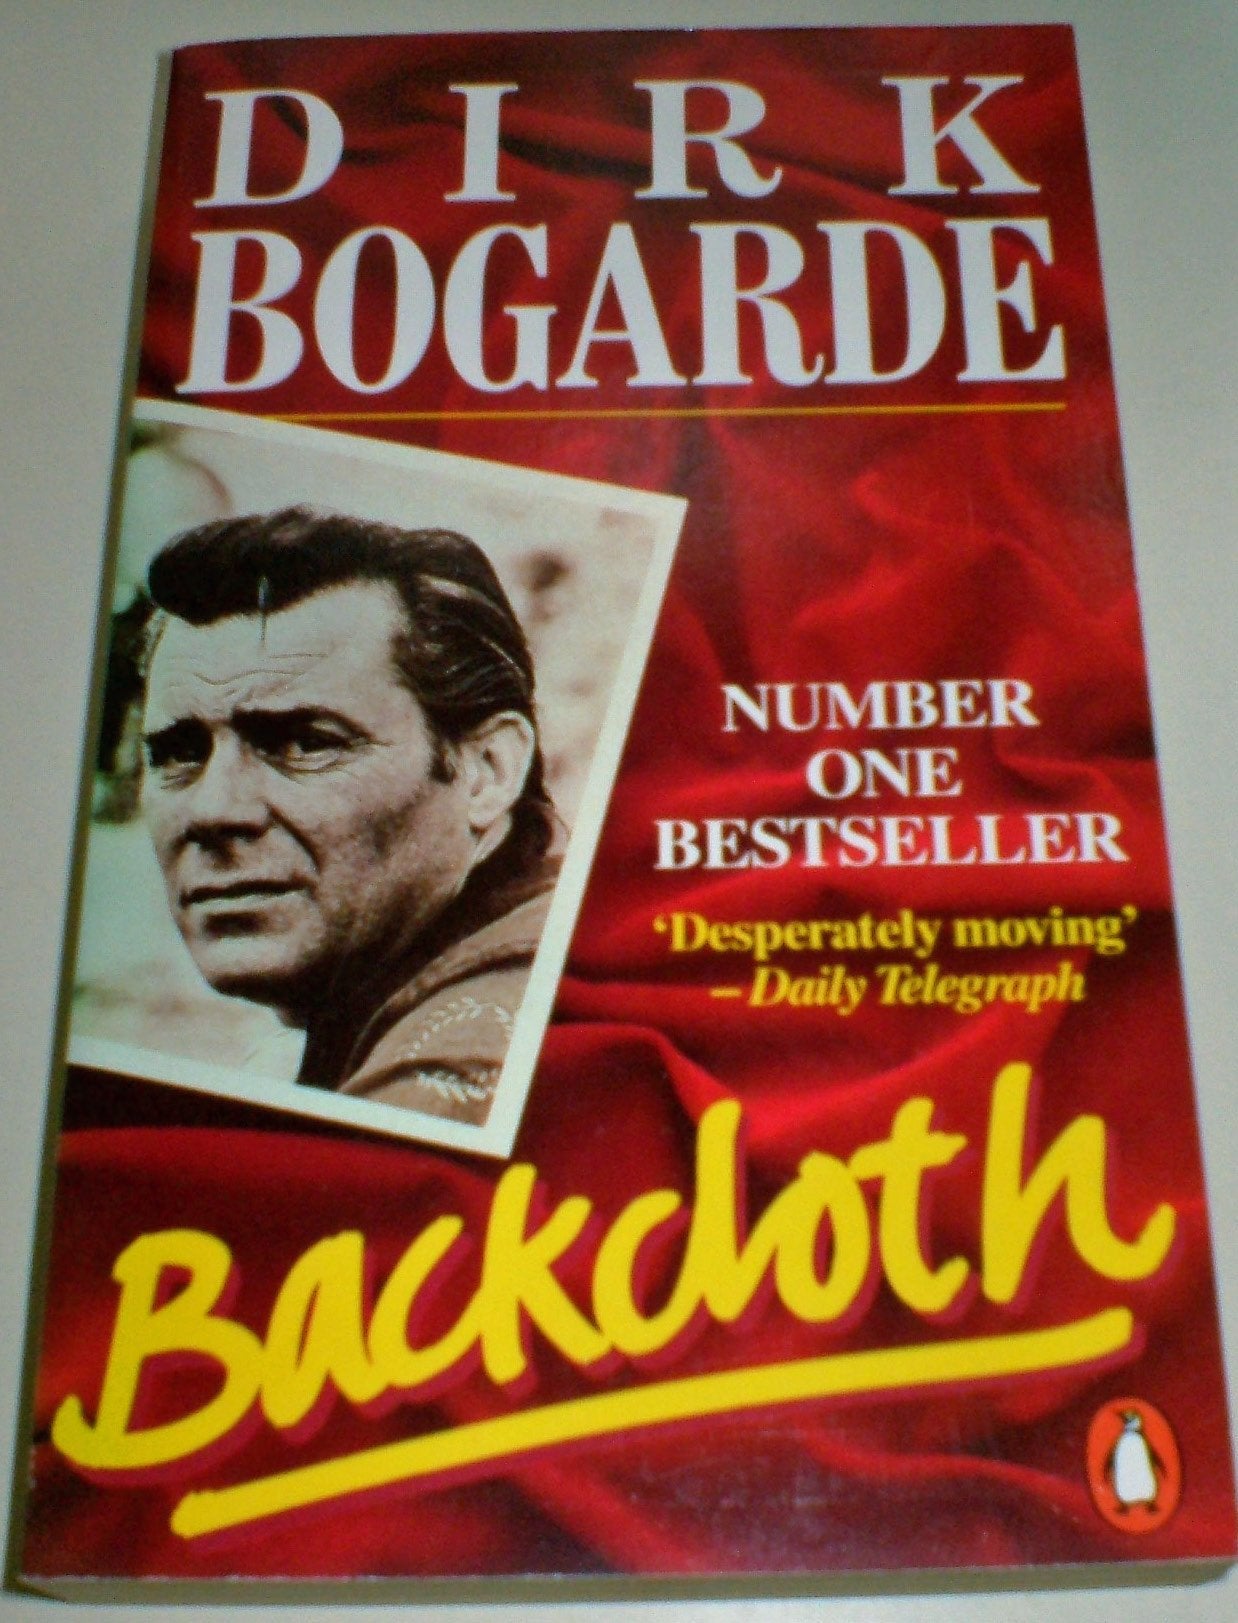 DIRK
BOGARDE
NUMBER
ONE
BESTSELLER
‘Desperately moving’
– Daily Telegraph
Backcloth